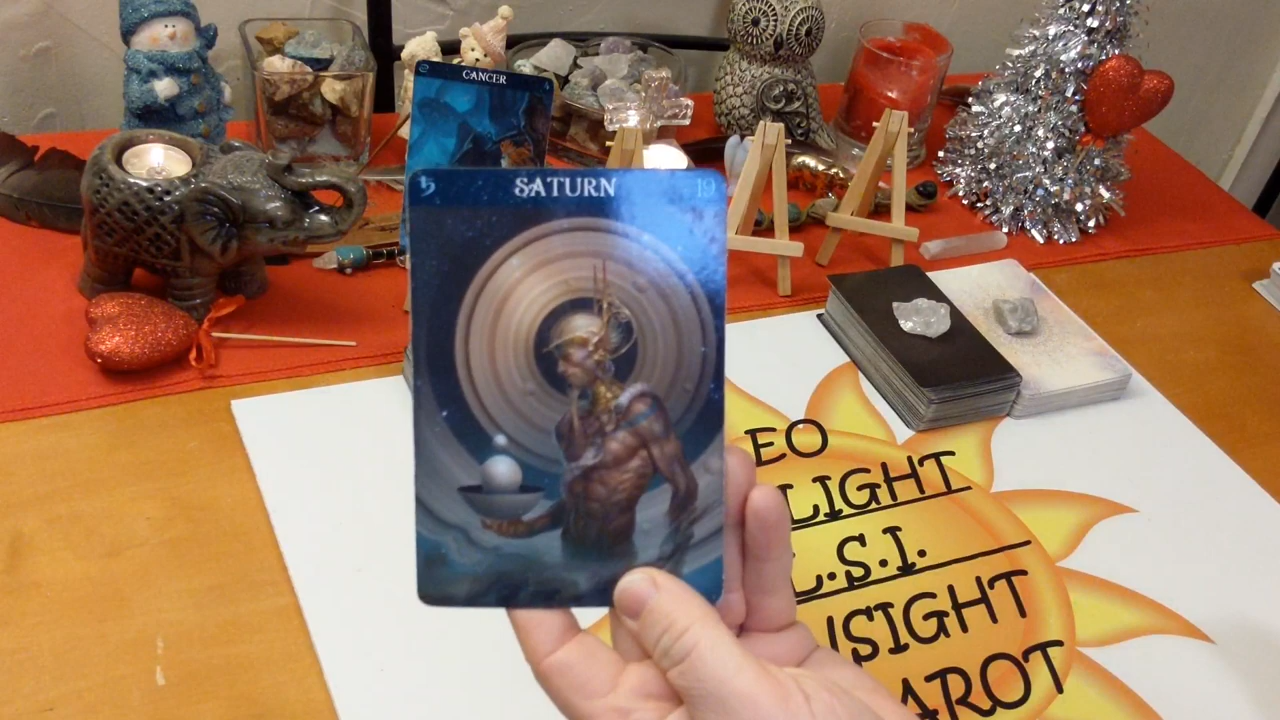 CANCER
♄ SATURN 19
EO
LIGHT
L.S.I.
SIGHT
AROT